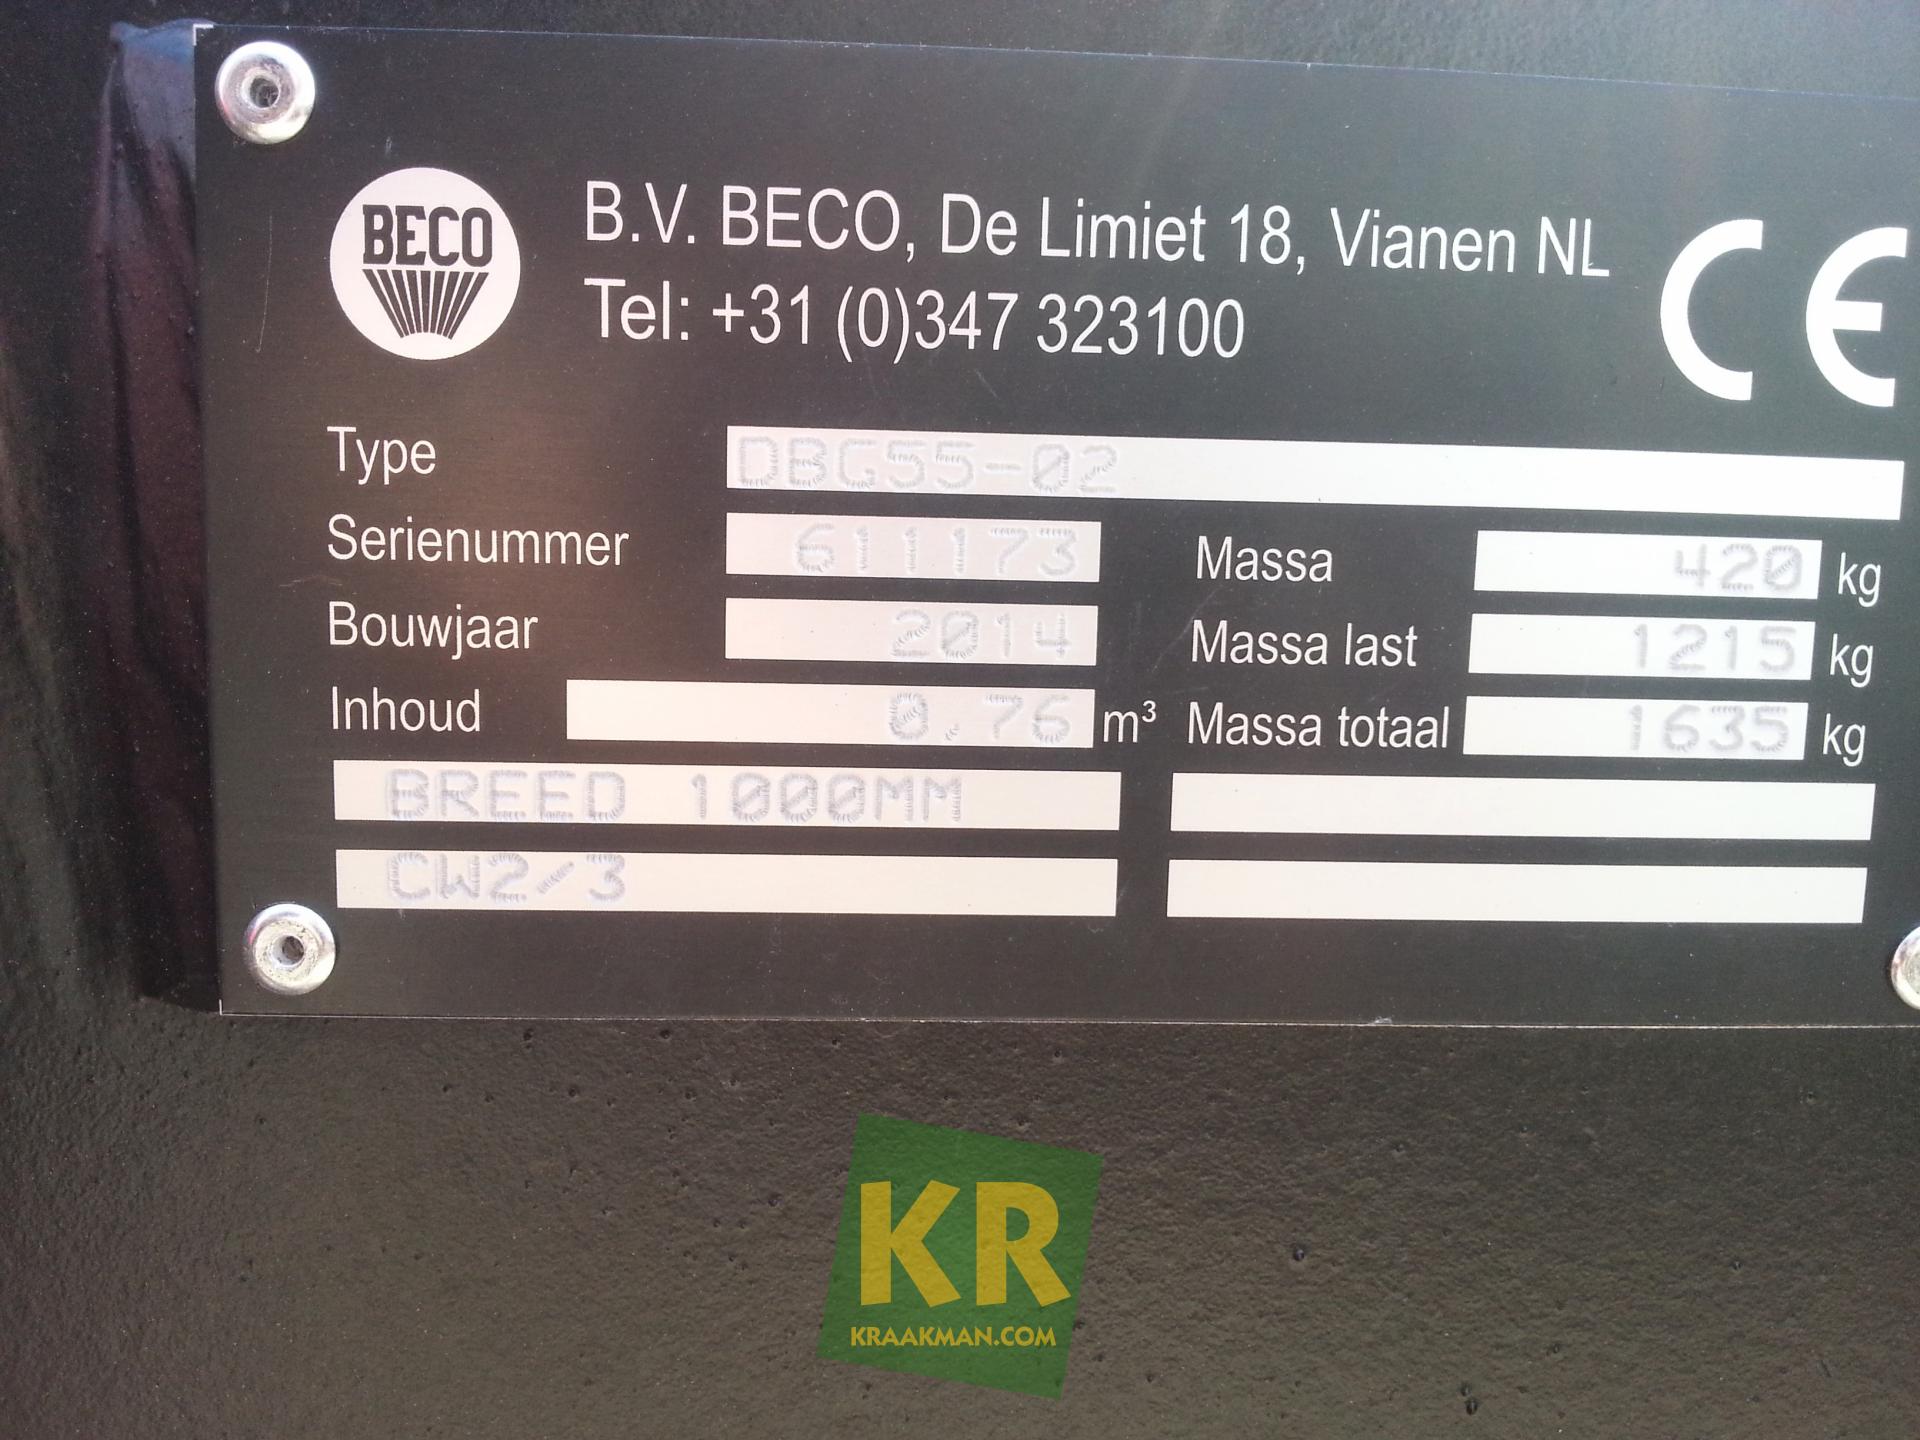 BECO
B.V. BECO, De Limiet 18, Vianen NL
Tel: +31 (0)347 323100
CE
Type DBG55-02
Serienummer 611173 Massa 420 kg
Bouwjaar 2014 Massa last 1215 kg
Inhoud 0.76 m³ Massa totaal 1635 kg
BREED 1000MM
CW2/3
KR
KRAAKMAN.COM